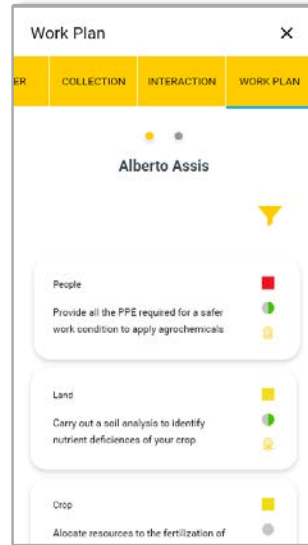 Work Plan ×
ER COLLECTION INTERACTION WORK PLAN
Alberto Assis
People
Provide all the PPE required for a safer
work condition to apply agrochemicals
Land
Carry out a soil analysis to identify
nutrient deficiences of your crop
Crop
Alocate resources to the fertilization of